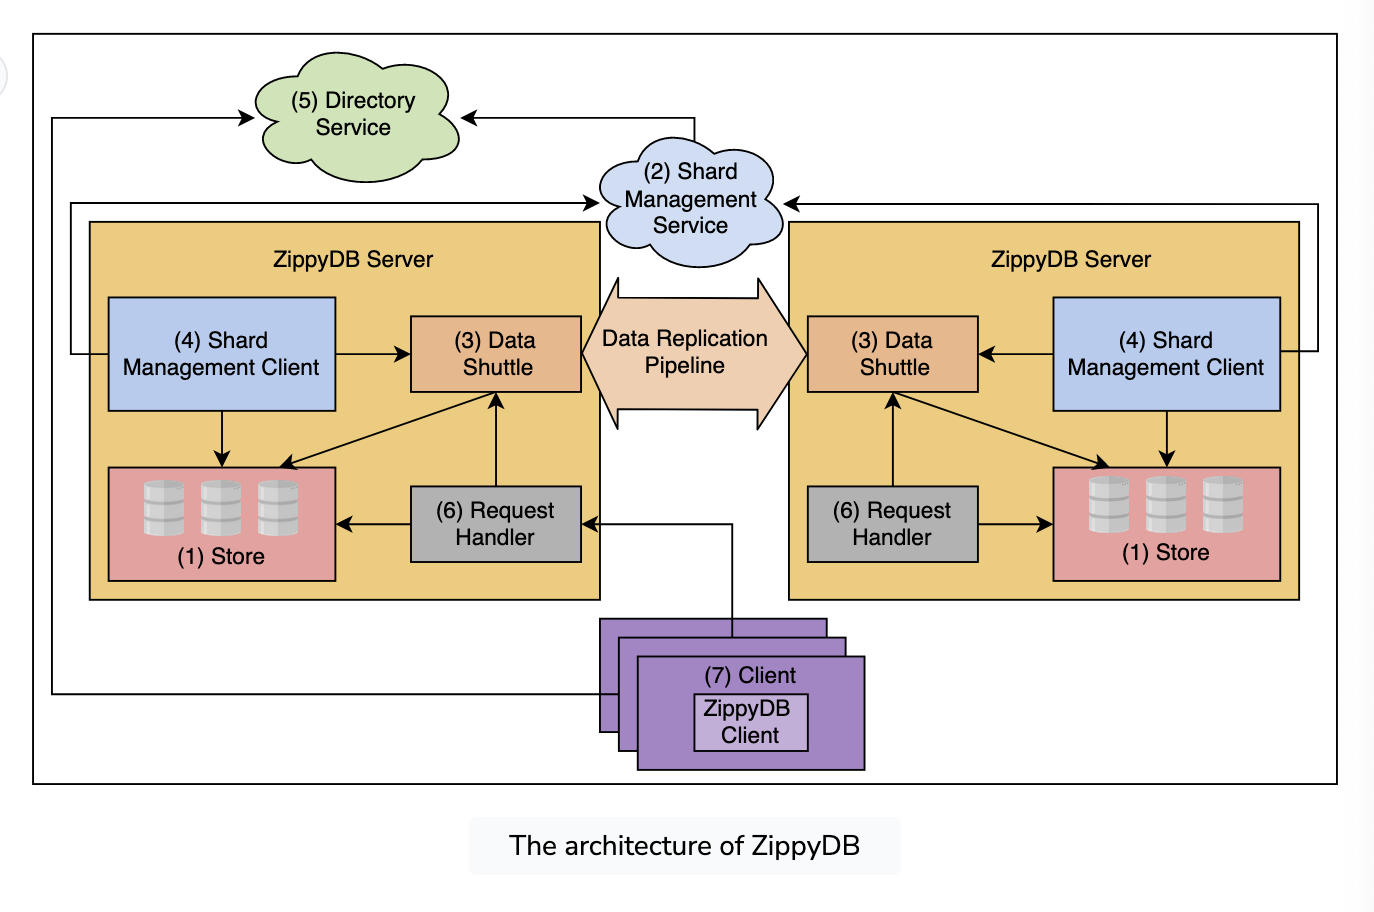 (5) Directory
Service
(2) Shard
Management
Service
ZippyDB Server
(4) Shard
Management Client
(3) Data
Shuttle
(1) Store
(6) Request
Handler
Data Replication
Pipeline
ZippyDB Server
(3) Data
Shuttle
(4) Shard
Management Client
(6) Request
Handler
(1) Store
(7) Client
ZippyDB
Client
The architecture of ZippyDB